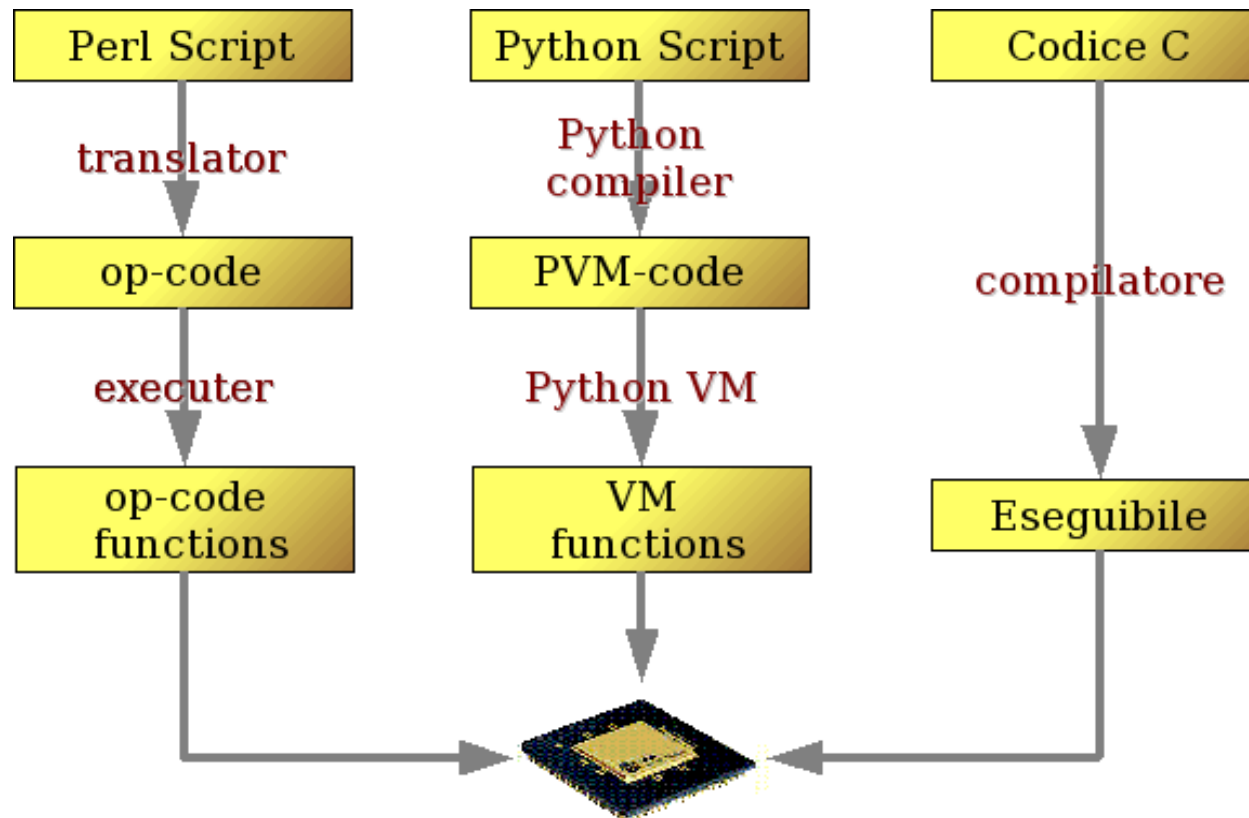 Perl Script
translator
op-code
executer
op-code
functions
Python Script
Python
compiler
PVM-code
Python VM
VM
functions
Codice C
compilatore
Eseguibile